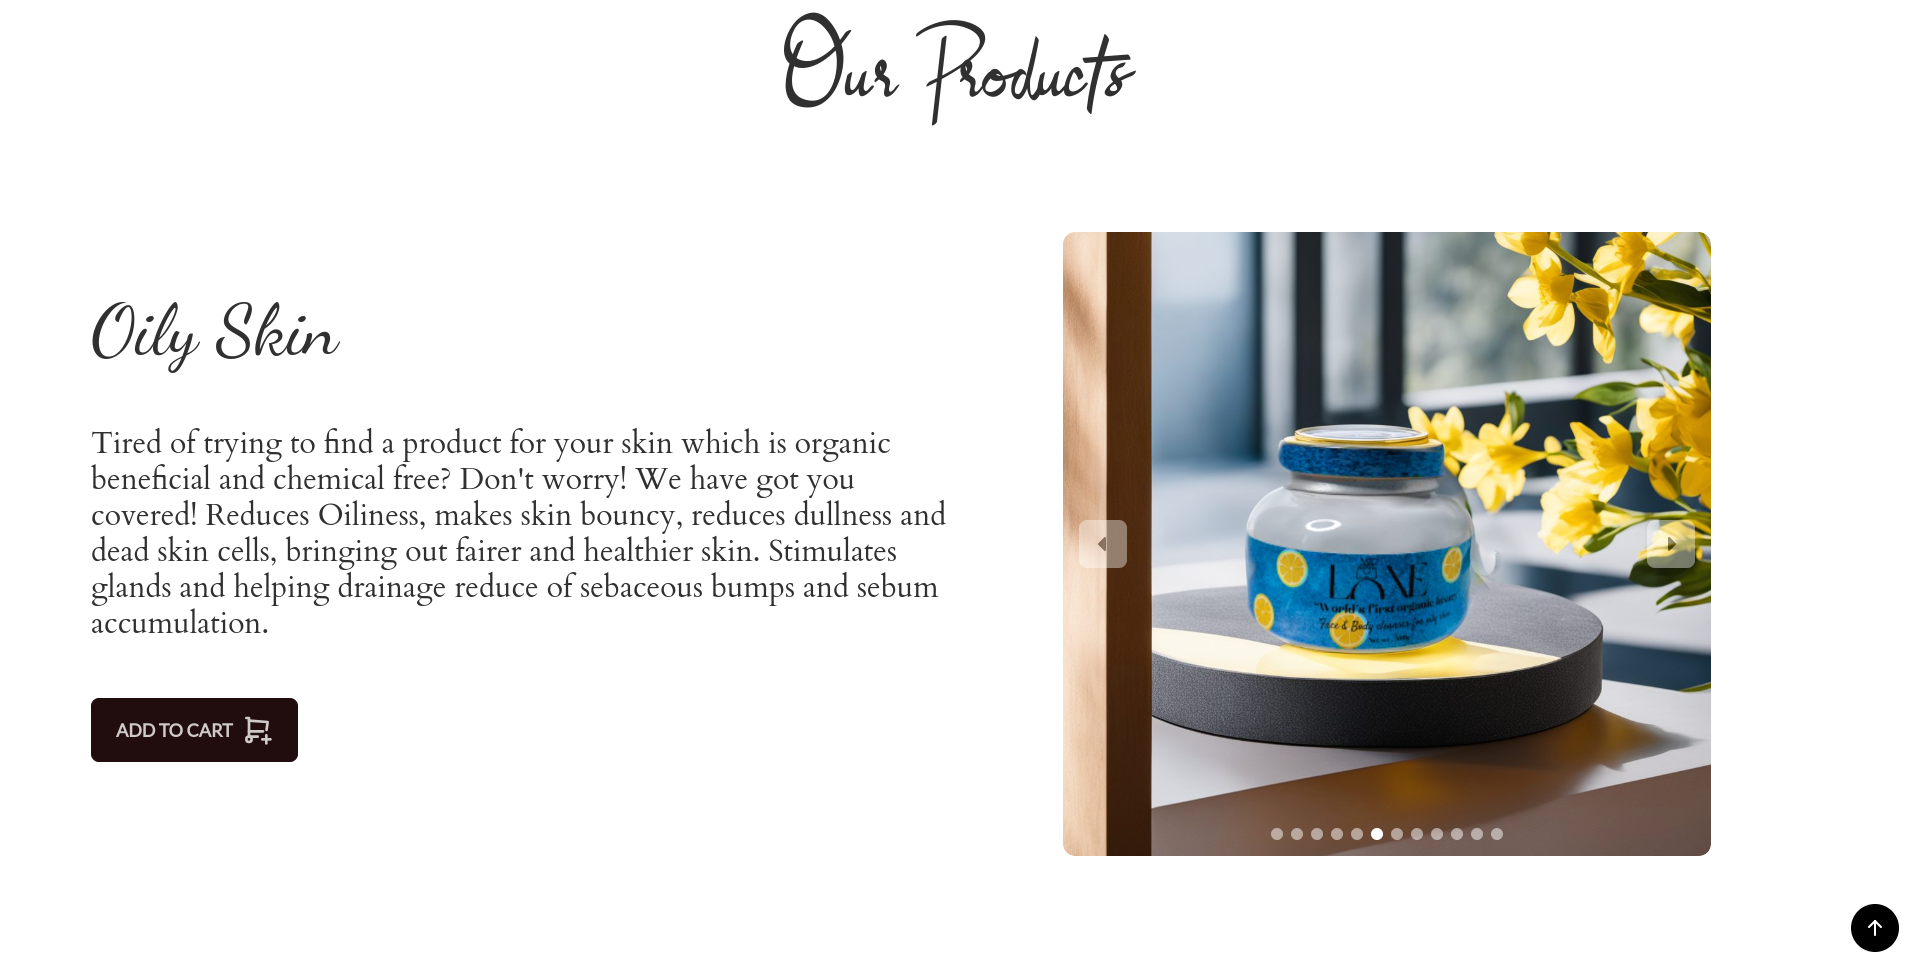 Our Products
Oily Skin
Tired of trying to find a product for your skin which is organic
beneficial and chemical free? Don't worry! We have got you
covered! Reduces Oiliness, makes skin bouncy, reduces dullness and
dead skin cells, bringing out fairer and healthier skin. Stimulates
glands and helping drainage reduce of sebaceous bumps and sebum
accumulation.
ADD TO CART
"World's first organic
Face & Body cleanser for oily skin